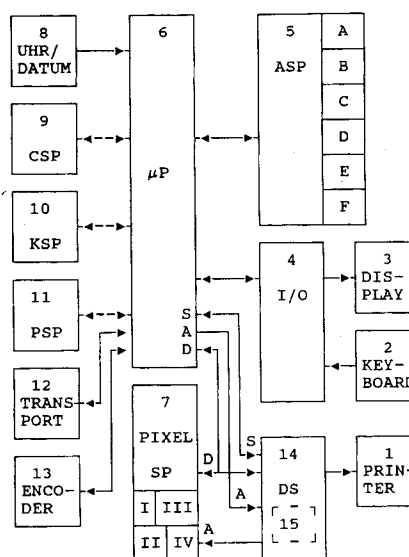 8
UHR/
DATUM
9
CSP
10
KSP
11
PSP
12
TRANS
PORT
13
ENCO-
DER
6
µP
S
A
D
5
ASP
A
B
C
D
E
F
4
I/O
3
DIS-
PLAY
2
KEY-
BOARD
7
PIXEL
SP
I III
II IV
D
A
S
A
14
DS
15
1
PRIN-
TER